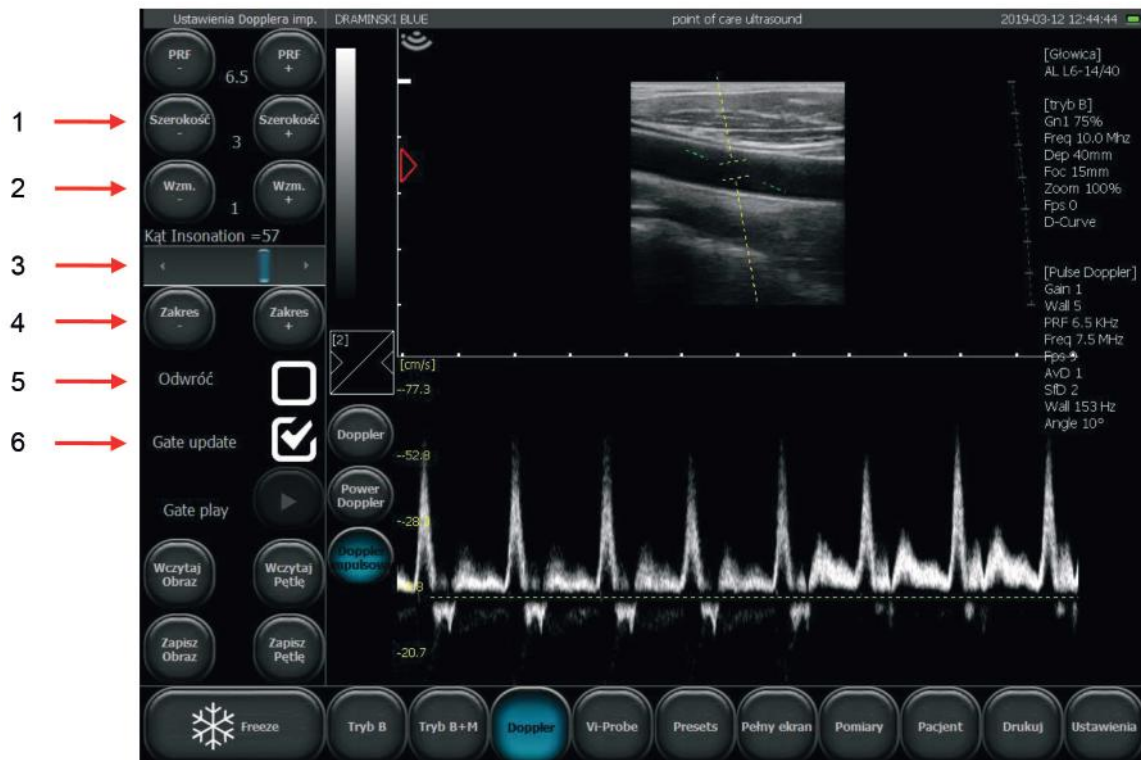 Ustawienia Dopplera imp.
DRAMINSKI BLUE
point of care ultrasound
2019-03-12 12:44:44
PRF
-
6.5
PRF
+
1
Szerokość
-
3
Szerokość
+
2
Wzm.
-
1
Wzm.
+
Kąt Insonation =57
3
4
Zakres
-
Zakres
+
5
Odwróć
6
Gate update
Gate play
Wczytaj
Obraz
Wczytaj
Pętlę
Zapisz
Obraz
Zapisz
Pętlę
[2]
Doppler
Power
Doppler
Doppler
[Głowica]
AL L6-14/40
[tryb B]
Gn1 75%
Freq 10.0 Mhz
Dep 40mm
Foc 15mm
Zoom 100%
Fps 0
D-Curve
[Pulse Doppler]
Gain 1
Wall 5
PRF 6.5 KHz
Freq 7.5 MHz
Fps 9
AvD 1
SfD 2
Wall 153 Hz
Angle 10°
[cm/s]
--77.3
--52.8
-20.7
Freeze
Tryb B
Tryb B+M
Doppler
Vi-Probe
Presets
Pełny ekran
Pomiary
Pacjent
Drukuj
Ustawienia